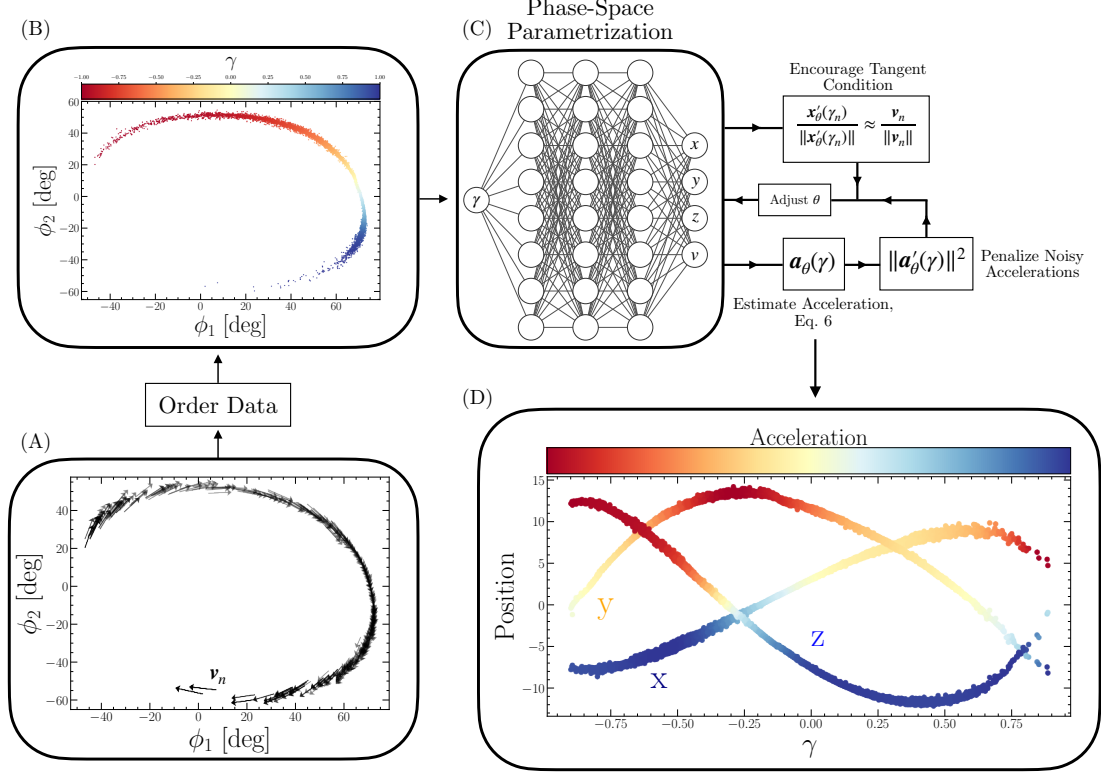 (B)
γ
−1.00 −0.75 −0.50 −0.25 0.00 0.25 0.50 0.75 1.00
60
40
20
0
−20
−40
−60
ϕ2 [deg]
−40 −20 0 20 40 60
ϕ1 [deg]
(C)
Phase-Space
Parametrization
γ
x
y
z
v
Encourage Tangent
Condition
x′θ(γn) / ‖x′θ(γn)‖ ≈ vn / ‖vn‖
Adjust θ
aθ(γ)
‖a′θ(γ)‖²
Penalize Noisy
Accelerations
Estimate Acceleration,
Eq. 6
Order Data
(A)
40
20
0
−20
−40
−60
ϕ2 [deg]
vn
−40 −20 0 20 40 60
ϕ1 [deg]
(D)
Acceleration
15
10
5
0
−5
−10
Position
y
x
z
−0.75 −0.50 −0.25 0.00 0.25 0.50 0.75
γ